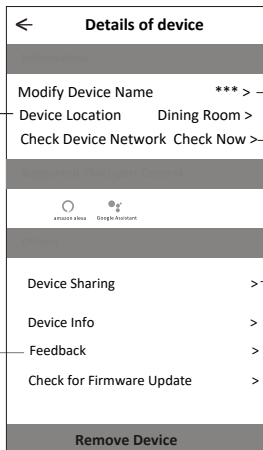 ← Details of device
Modify Device Name *** >
Device Location Dining Room >
Check Device Network Check Now >
amazon alexa Google Assistant
Device Sharing >
Device Info >
Feedback >
Check for Firmware Update >
Remove Device